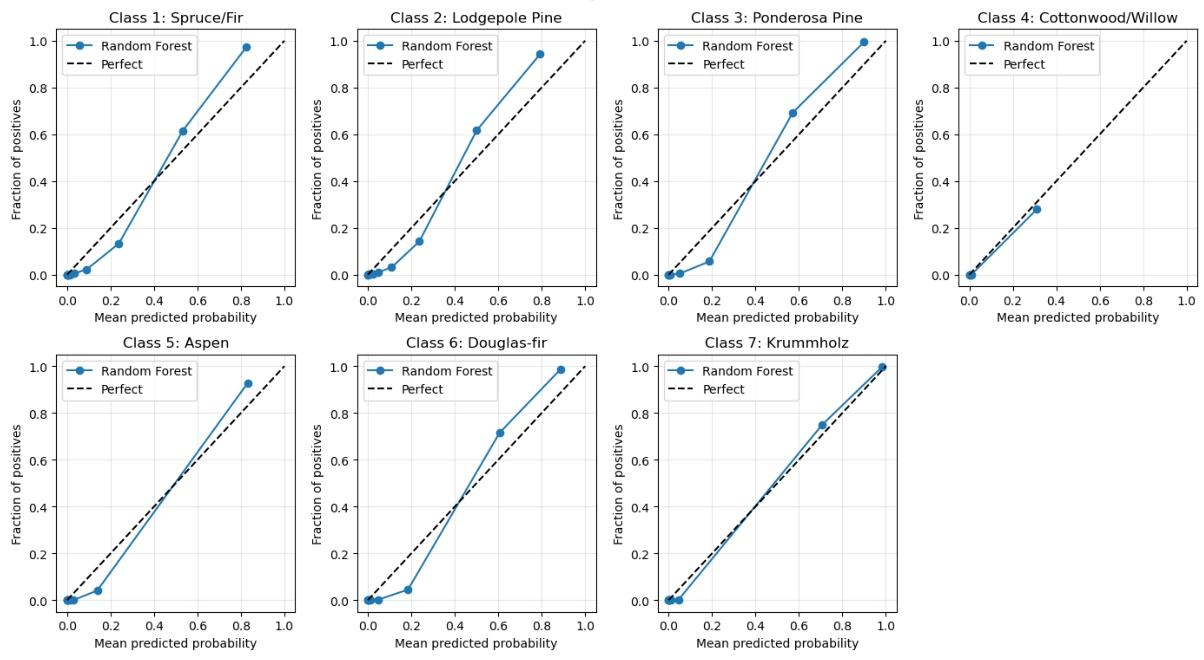 Class 1: Spruce/Fir
Random Forest
Perfect
Fraction of positives
1.0
0.8
0.6
0.4
0.2
0.0
0.0 0.2 0.4 0.6 0.8 1.0
Mean predicted probability
Class 2: Lodgepole Pine
Random Forest
Perfect
Fraction of positives
1.0
0.8
0.6
0.4
0.2
0.0
0.0 0.2 0.4 0.6 0.8 1.0
Mean predicted probability
Class 3: Ponderosa Pine
Random Forest
Perfect
Fraction of positives
1.0
0.8
0.6
0.4
0.2
0.0
0.0 0.2 0.4 0.6 0.8 1.0
Mean predicted probability
Class 4: Cottonwood/Willow
Random Forest
Perfect
Fraction of positives
1.0
0.8
0.6
0.4
0.2
0.0
0.0 0.2 0.4 0.6 0.8 1.0
Mean predicted probability
Class 5: Aspen
Random Forest
Perfect
Fraction of positives
1.0
0.8
0.6
0.4
0.2
0.0
0.0 0.2 0.4 0.6 0.8 1.0
Mean predicted probability
Class 6: Douglas-fir
Random Forest
Perfect
Fraction of positives
1.0
0.8
0.6
0.4
0.2
0.0
0.0 0.2 0.4 0.6 0.8 1.0
Mean predicted probability
Class 7: Krummholz
Random Forest
Perfect
Fraction of positives
1.0
0.8
0.6
0.4
0.2
0.0
0.0 0.2 0.4 0.6 0.8 1.0
Mean predicted probability